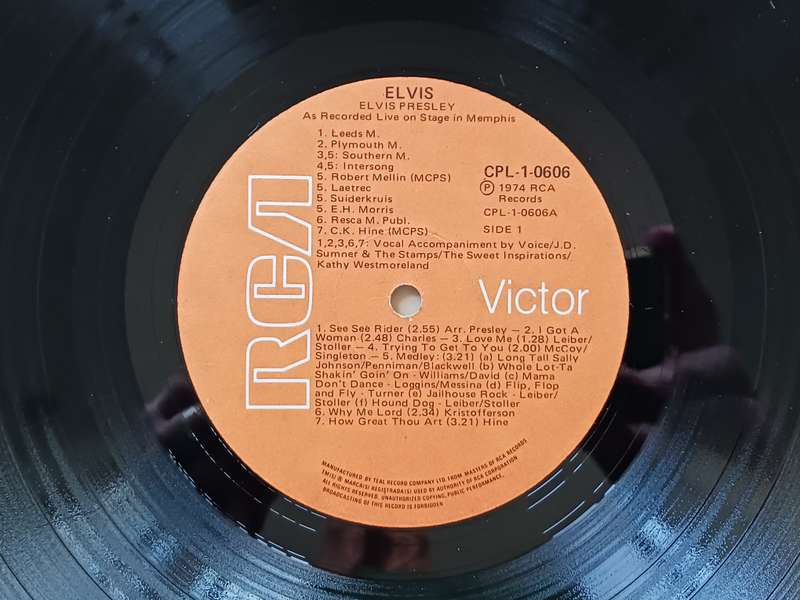 ELVIS
ELVIS PRESLEY
As Recorded Live on Stage in Memphis
1. Leeds M.
2. Plymouth M.
3,5: Southern M.
4,5: Intersong
5. Robert Mellin (MCPS)
5. Laetrec
5. Suiderkruis
5. E.H. Morris
6. Resca M. Publ.
7. C.K. Hine (MCPS)
CPL-1-0606
Ⓟ 1974 RCA
Records
CPL-1-0606A
SIDE 1
1,2,3,6,7: Vocal Accompaniment by Voice/J.D.
Sumner & The Stamps/The Sweet Inspirations/
Kathy Westmoreland
RCA
Victor
1. See See Rider (2.55) Arr. Presley – 2. I Got A
Woman (2.48) Charles – 3. Love Me (1.28) Leiber/
Stoller – 4. Trying To Get To You (2.00) McCoy/
Singleton – 5. Medley: (3.21) (a) Long Tall Sally
Johnson/Penniman/Blackwell (b) Whole Lot-Ta
Shakin' Goin' On - Williams/David (c) Mama
Don't Dance - Loggins/Messina (d) Flip, Flop
and Fly - Turner (e) Jailhouse Rock - Leiber/
Stoller (f) Hound Dog - Leiber/Stoller
6. Why Me Lord (2.34) Kristofferson
7. How Great Thou Art (3.21) Hine
MANUFACTURED BY TEAL RECORD COMPANY LTD. FROM MASTERS OF RCA RECORDS
TM(S) ® MARCA(S) REGISTRADA(S) USED BY AUTHORITY OF RCA CORPORATION
ALL RIGHTS RESERVED. UNAUTHORIZED COPYING, PUBLIC PERFORMANCE,
BROADCASTING OF THIS RECORD IS FORBIDDEN